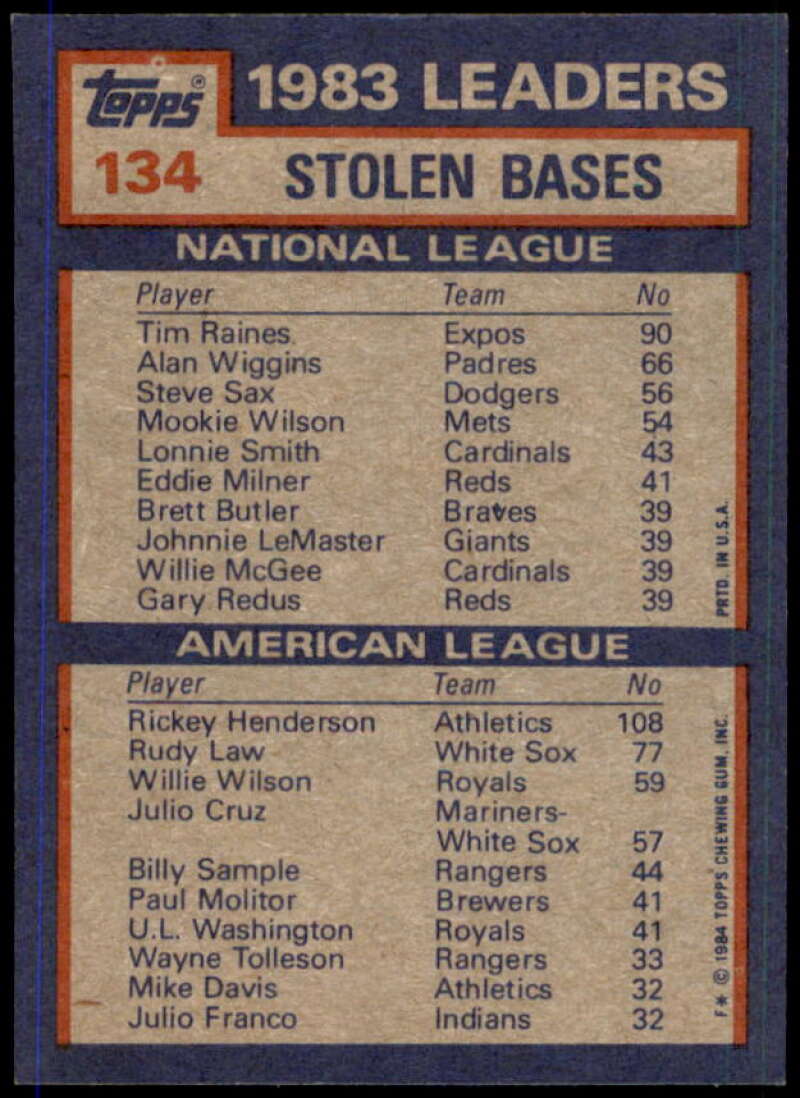 Topps®
1983 LEADERS
134
STOLEN BASES
NATIONAL LEAGUE
Player Team No
Tim Raines Expos 90
Alan Wiggins Padres 66
Steve Sax Dodgers 56
Mookie Wilson Mets 54
Lonnie Smith Cardinals 43
Eddie Milner Reds 41
Brett Butler Braves 39
Johnnie LeMaster Giants 39
Willie McGee Cardinals 39
Gary Redus Reds 39
AMERICAN LEAGUE
Player Team No
Rickey Henderson Athletics 108
Rudy Law White Sox 77
Willie Wilson Royals 59
Julio Cruz Mariners-
White Sox 57
Billy Sample Rangers 44
Paul Molitor Brewers 41
U.L. Washington Royals 41
Wayne Tolleson Rangers 33
Mike Davis Athletics 32
Julio Franco Indians 32
F* © 1984 TOPPS CHEWING GUM, INC.
PRTD. IN U.S.A.